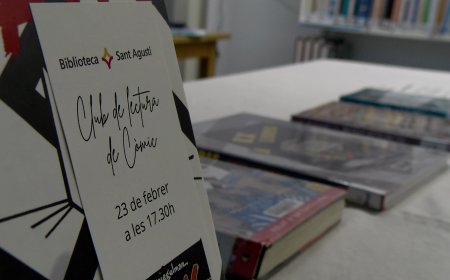 Biblioteca Sant Agustí
Club de lectura
de Còmic
23 de febrer
a les 17.30h